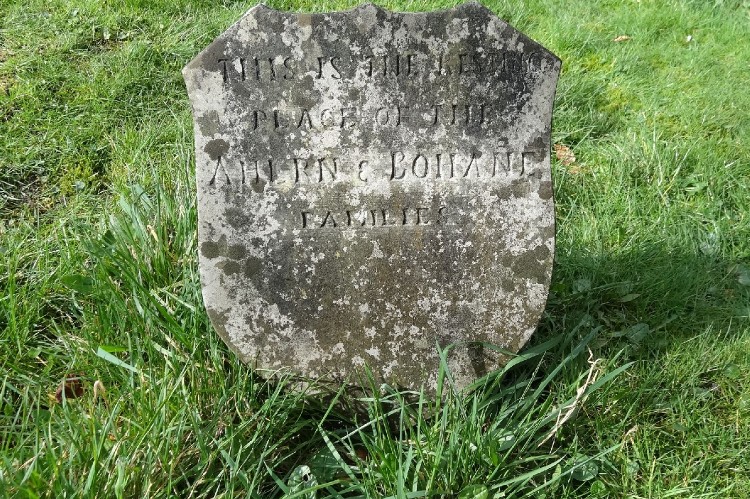 THIS IS THE RESTING
PLACE OF THE
AHERN & BOHANE
FAMILIES